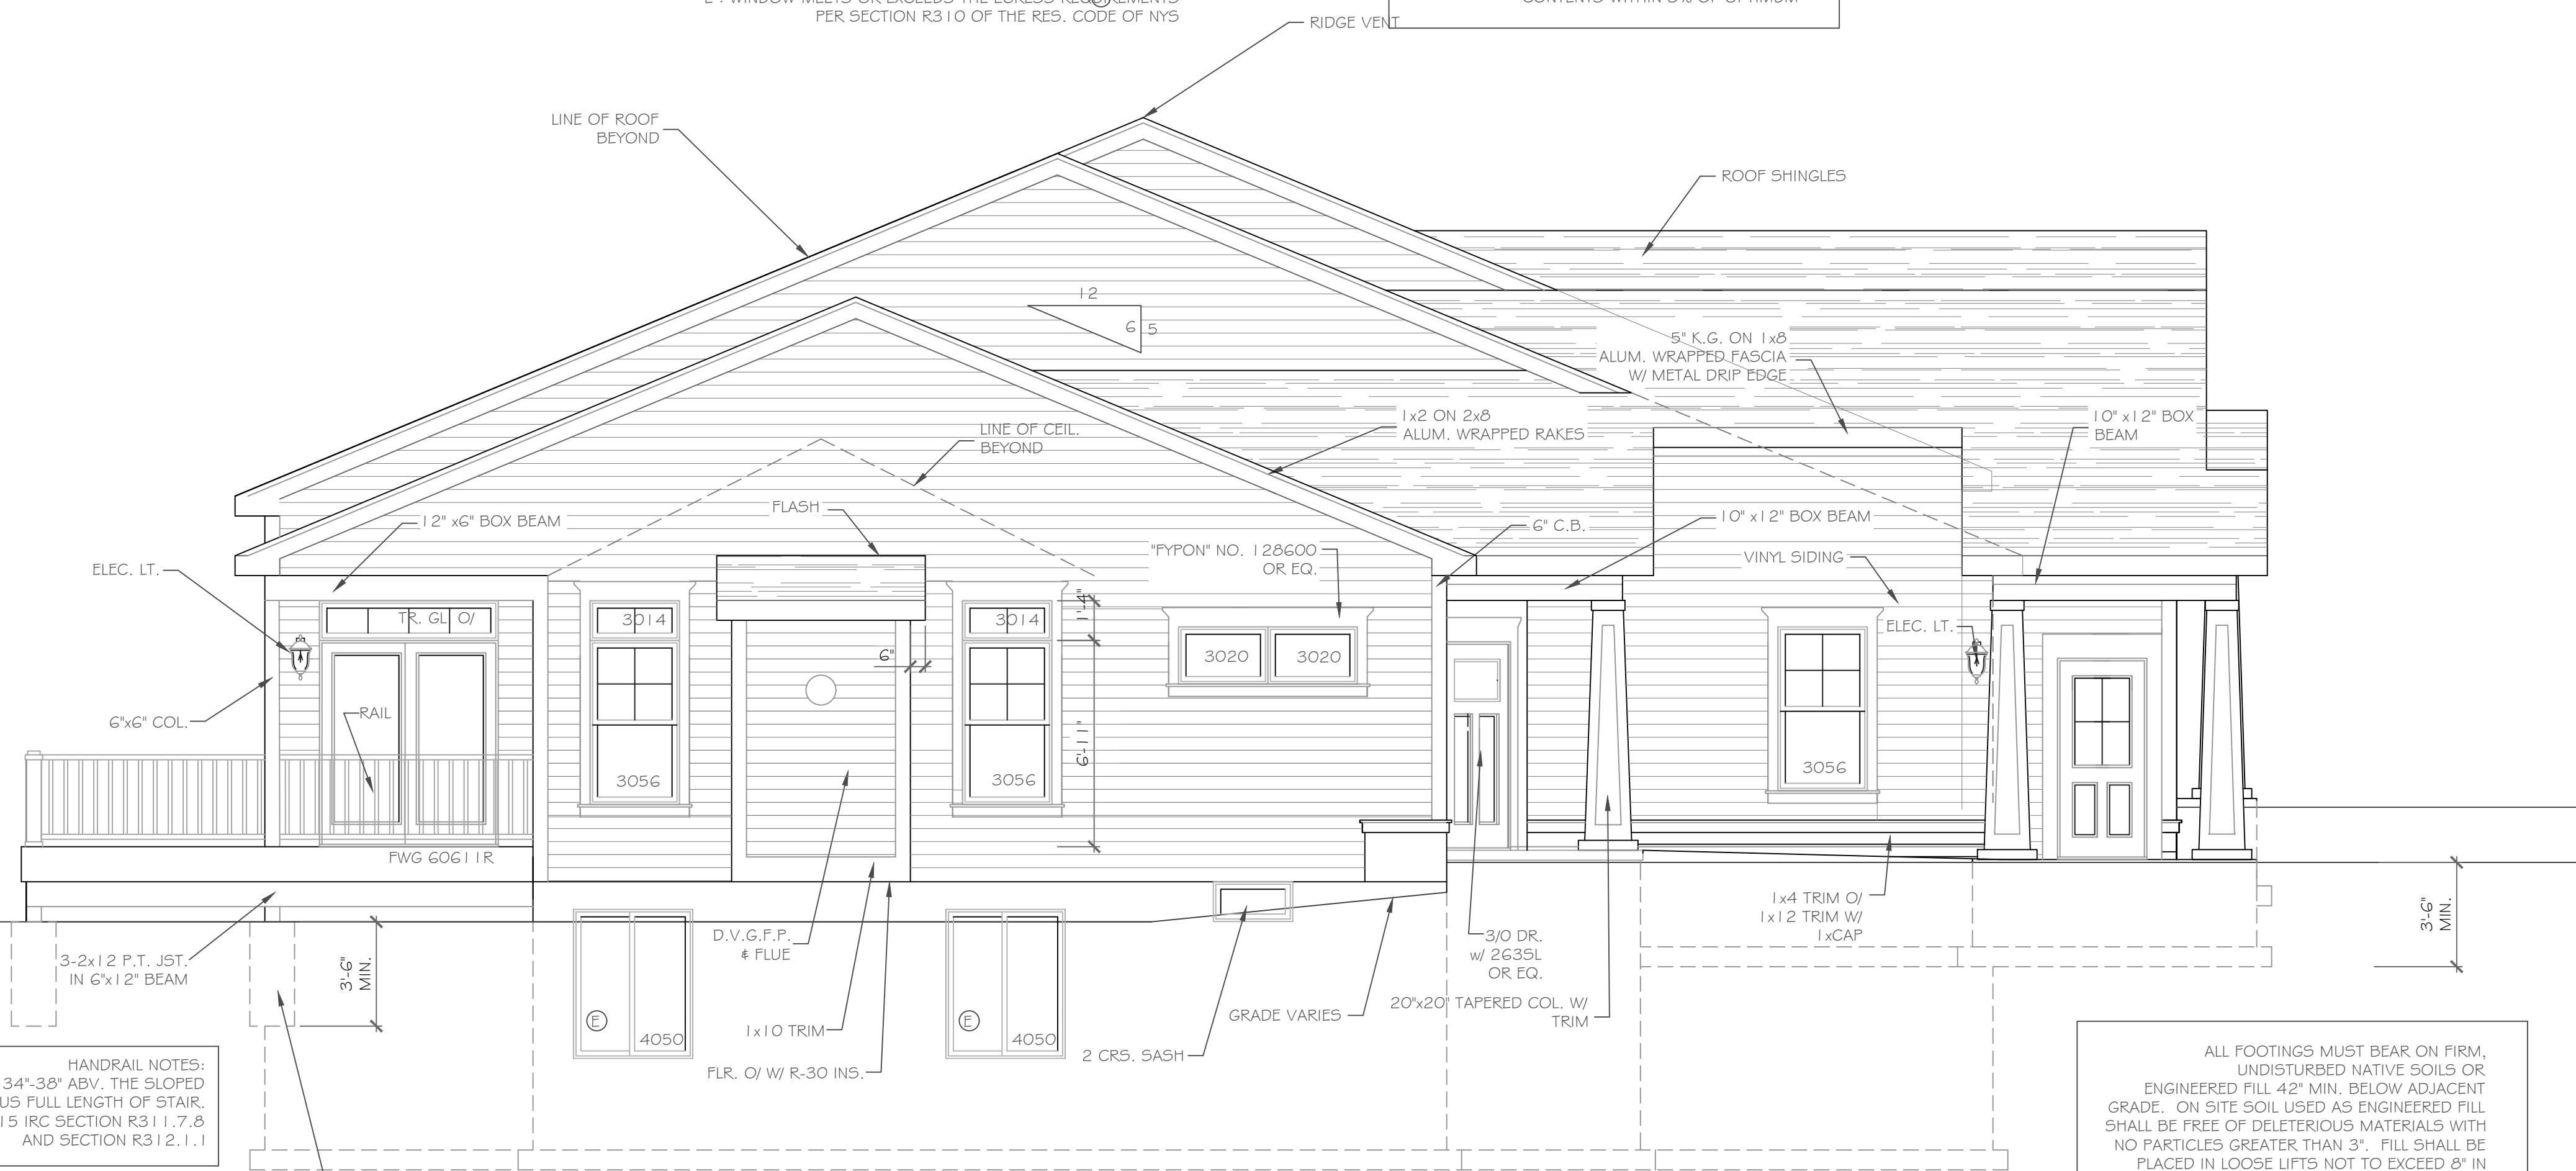 PER SECTION R310 OF THE RES. CODE OF NYS
RIDGE VENT
LINE OF ROOF
BEYOND
ROOF SHINGLES
12
6 5
5" K.G. ON 1x8
ALUM. WRAPPED FASCIA
W/ METAL DRIP EDGE
1x2 ON 2x8
ALUM. WRAPPED RAKES
10" x12" BOX
BEAM
LINE OF CEIL.
BEYOND
FLASH
12" x6" BOX BEAM
6" C.B.
10" x12" BOX BEAM
"FYPON" NO. 128600
OR EQ.
VINYL SIDING
ELEC. LT.
TR. GL O/
3014
3014
1'-4"
ELEC. LT.
6"
3020
3020
6"x6" COL.
RAIL
6'-11"
3056
3056
3056
FWG 60611R
D.V.G.F.P.
& FLUE
3'-6"
MIN.
3-2x12 P.T. JST.
IN 6"x12" BEAM
1x4 TRIM O/
1x12 TRIM W/
1xCAP
3'-6"
MIN.
3/0 DR.
w/ 263SL
OR EQ.
20"x20" TAPERED COL. W/
TRIM
GRADE VARIES
E
4050
E
4050
1x10 TRIM
2 CRS. SASH
FLR. O/ W/ R-30 INS.
HANDRAIL NOTES:
34"-38" ABV. THE SLOPED
US FULL LENGTH OF STAIR.
15 IRC SECTION R311.7.8
AND SECTION R312.1.1
ALL FOOTINGS MUST BEAR ON FIRM,
UNDISTURBED NATIVE SOILS OR
ENGINEERED FILL 42" MIN. BELOW ADJACENT
GRADE. ON SITE SOIL USED AS ENGINEERED FILL
SHALL BE FREE OF DELETERIOUS MATERIALS WITH
NO PARTICLES GREATER THAN 3". FILL SHALL BE
PLACED IN LOOSE LIFTS NOT TO EXCEED 8" IN